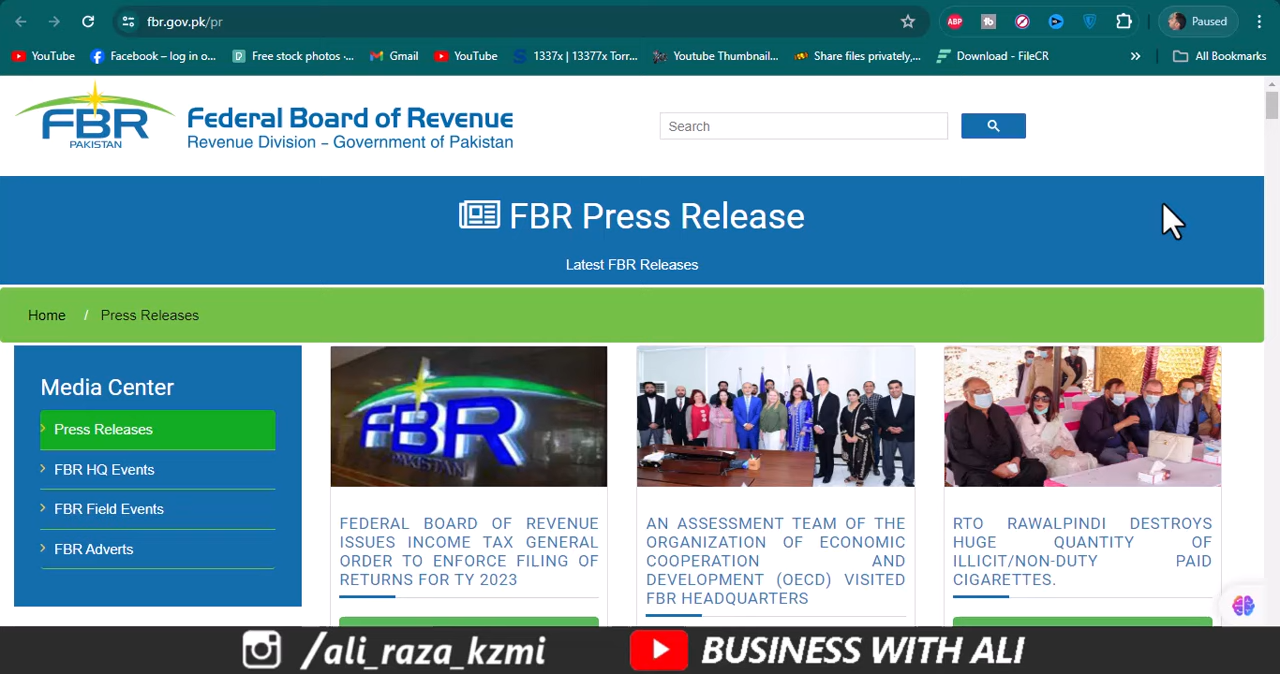 fbr.gov.pk/pr
ABP
Paused
YouTube
Facebook – log in o...
Free stock photos -...
Gmail
YouTube
1337x | 13377x Torr...
Youtube Thumbnail...
Share files privately,...
Download - FileCR
»
All Bookmarks
FBR
PAKISTAN
Federal Board of Revenue
Revenue Division – Government of Pakistan
Search
FBR Press Release
Latest FBR Releases
Home / Press Releases
Media Center
Press Releases
FBR HQ Events
FBR Field Events
FBR Adverts
FBR
PAKISTAN
FEDERAL BOARD OF REVENUE
ISSUES INCOME TAX GENERAL
ORDER TO ENFORCE FILING OF
RETURNS FOR TY 2023
AN ASSESSMENT TEAM OF THE
ORGANIZATION OF ECONOMIC
COOPERATION AND
DEVELOPMENT (OECD) VISITED
FBR HEADQUARTERS
RTO RAWALPINDI DESTROYS
HUGE QUANTITY OF
ILLICIT/NON-DUTY PAID
CIGARETTES.
/ali_raza_kzmi
BUSINESS WITH ALI